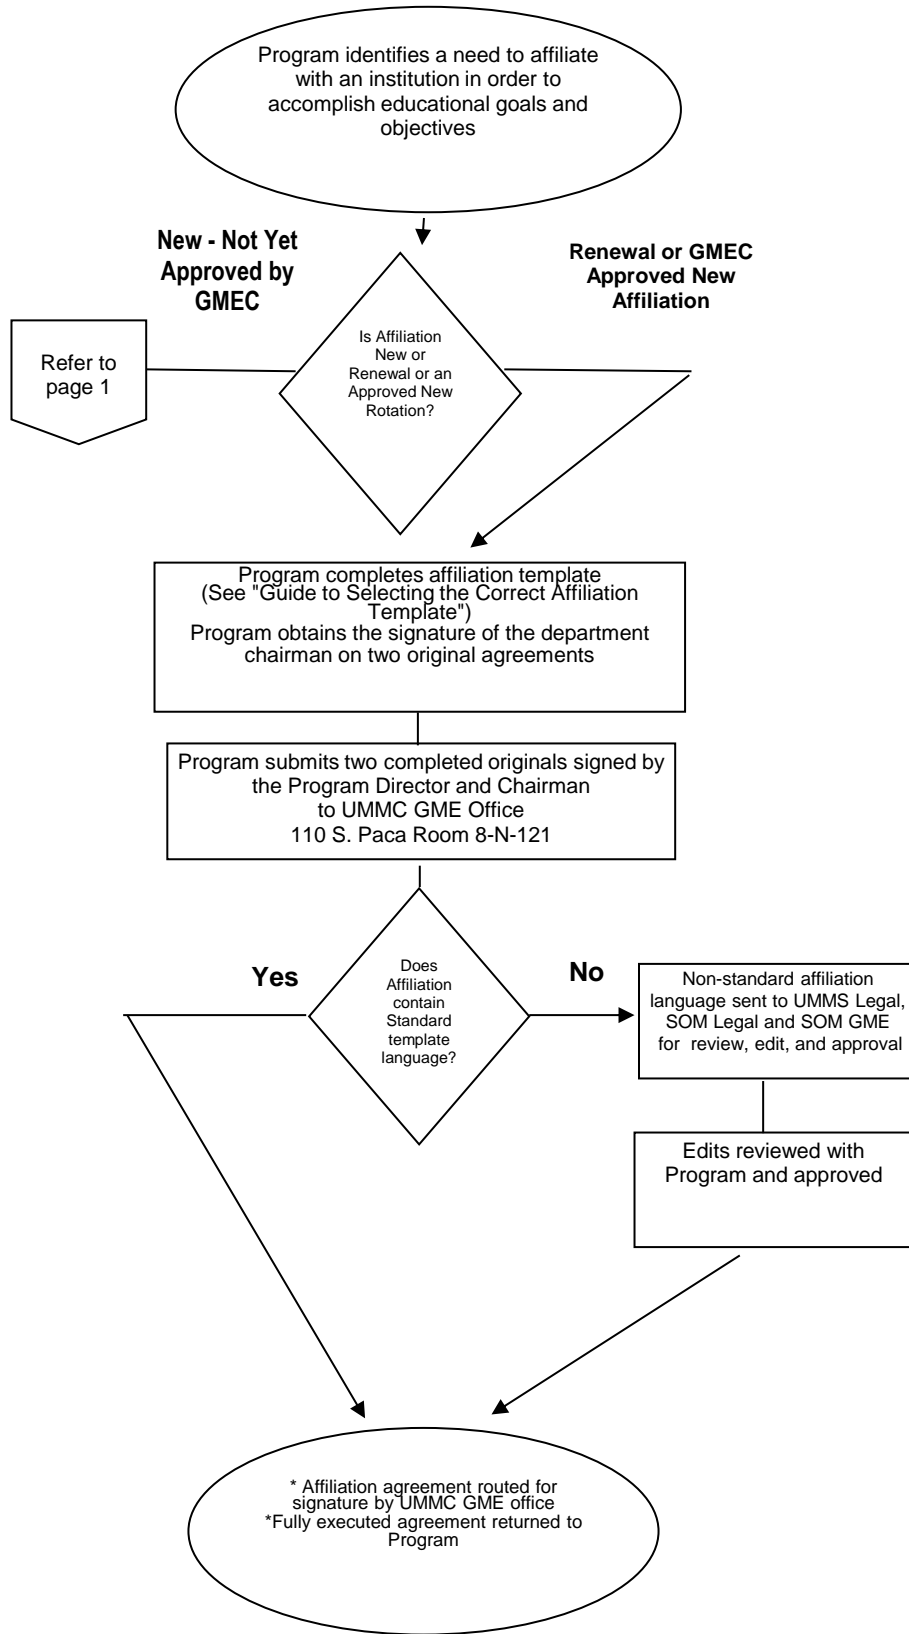 Program identifies a need to affiliate
with an institution in order to
accomplish educational goals and
objectives
New - Not Yet
Approved by
GMEC
Renewal or GMEC
Approved New
Affiliation
Is Affiliation
New or
Renewal or an
Approved New
Rotation?
Refer to
page 1
Program completes affiliation template
(See "Guide to Selecting the Correct Affiliation
Template")
Program obtains the signature of the department
chairman on two original agreements
Program submits two completed originals signed by
the Program Director and Chairman
to UMMC GME Office
110 S. Paca Room 8-N-121
Yes
Does
Affiliation
contain
Standard
template
language?
No
Non-standard affiliation
language sent to UMMS Legal,
SOM Legal and SOM GME
for review, edit, and approval
Edits reviewed with
Program and approved
* Affiliation agreement routed for
signature by UMMC GME office
*Fully executed agreement returned to
Program